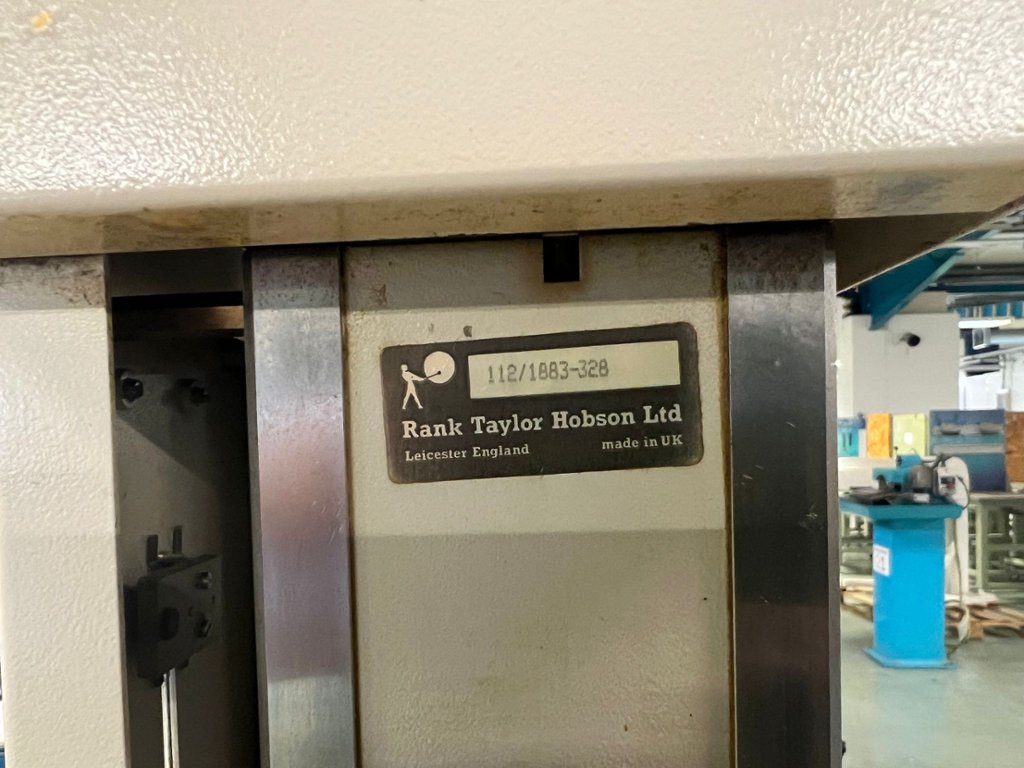 112/1883-328
Rank Taylor Hobson Ltd
Leicester England
made in UK